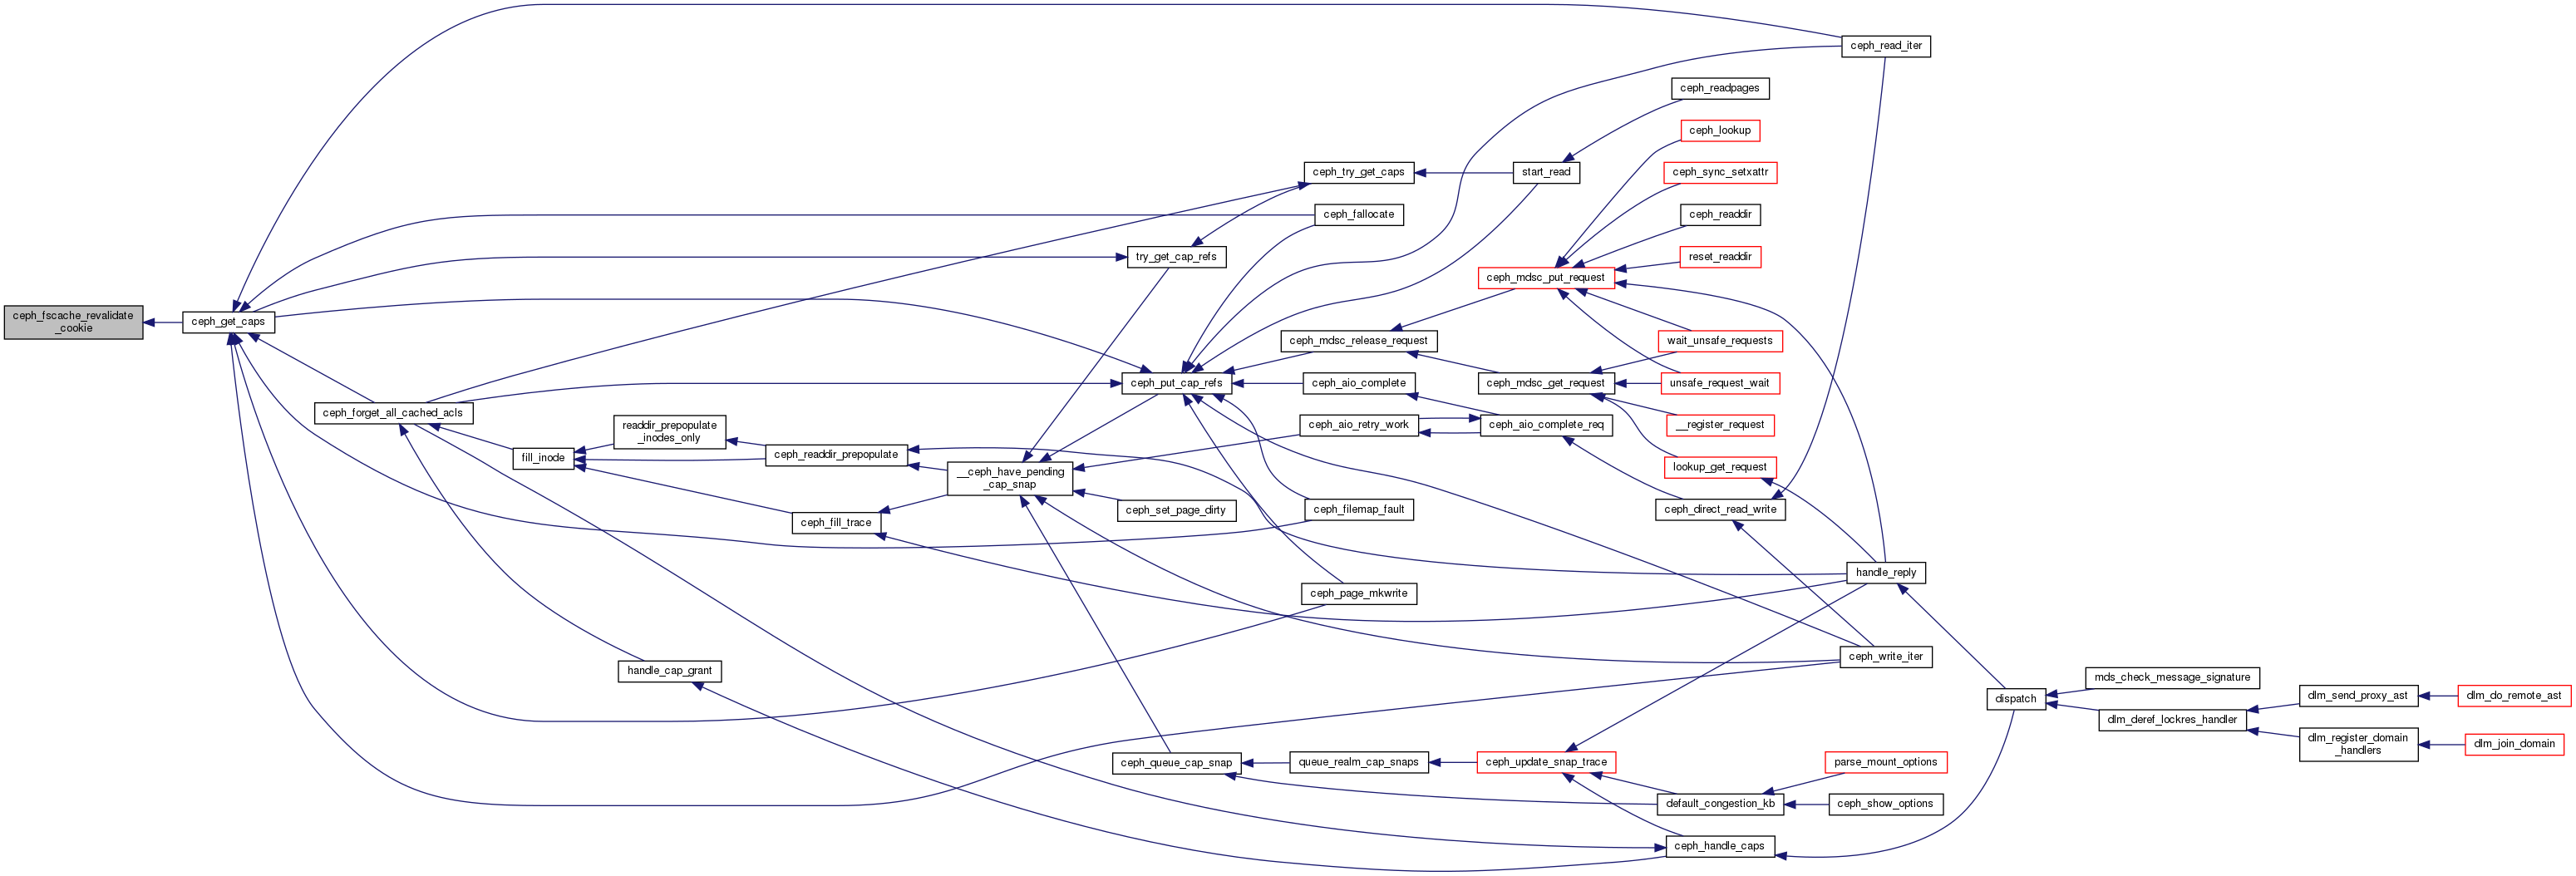 ceph_fscache_revalidate
_cookie
ceph_get_caps
ceph_forget_all_cached_acls
fill_inode
readdir_prepopulate
_inodes_only
handle_cap_grant
ceph_readdir_prepopulate
ceph_fill_trace
__ceph_have_pending
_cap_snap
try_get_cap_refs
ceph_put_cap_refs
ceph_set_page_dirty
ceph_queue_cap_snap
ceph_try_get_caps
ceph_fallocate
ceph_mdsc_release_request
ceph_aio_complete
ceph_aio_retry_work
ceph_filemap_fault
ceph_page_mkwrite
queue_realm_cap_snaps
start_read
ceph_mdsc_put_request
ceph_mdsc_get_request
ceph_aio_complete_req
ceph_update_snap_trace
ceph_readpages
ceph_lookup
ceph_sync_setxattr
ceph_readdir
reset_readdir
wait_unsafe_requests
unsafe_request_wait
__register_request
lookup_get_request
ceph_direct_read_write
default_congestion_kb
ceph_handle_caps
ceph_read_iter
handle_reply
ceph_write_iter
parse_mount_options
ceph_show_options
dispatch
mds_check_message_signature
dlm_deref_lockres_handler
dlm_send_proxy_ast
dlm_register_domain
_handlers
dlm_do_remote_ast
dlm_join_domain